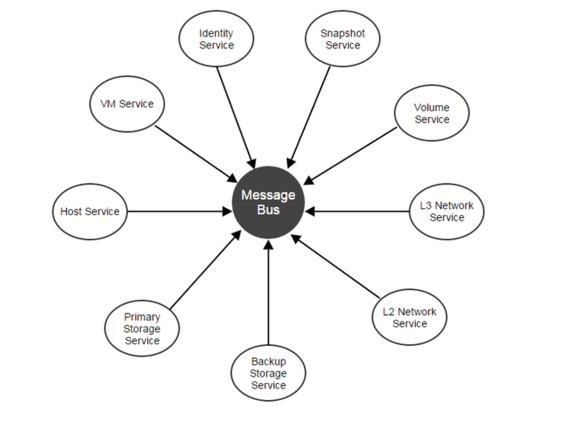 Identity
Service
Snapshot
Service
VM Service
Volume
Service
Message
Bus
Host Service
L3 Network
Service
Primary
Storage
Service
L2 Network
Service
Backup
Storage
Service